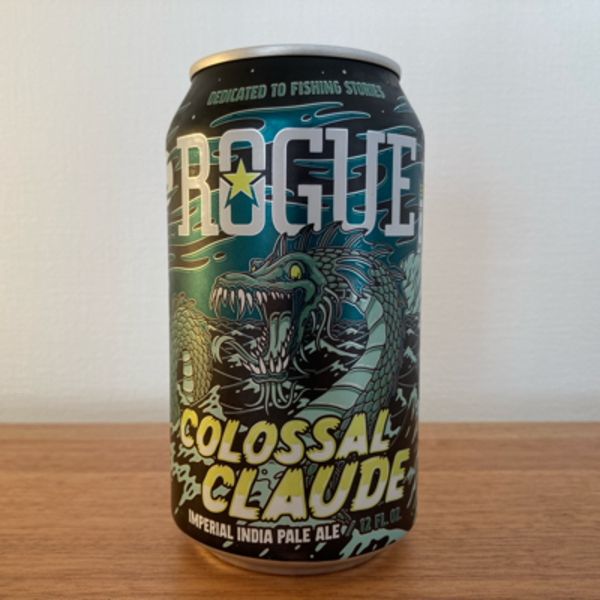 DEDICATED TO FISHING STORIES
ROGUE
COLOSSAL
CLAUDE
IMPERIAL INDIA PALE ALE / 12 FL. OZ.